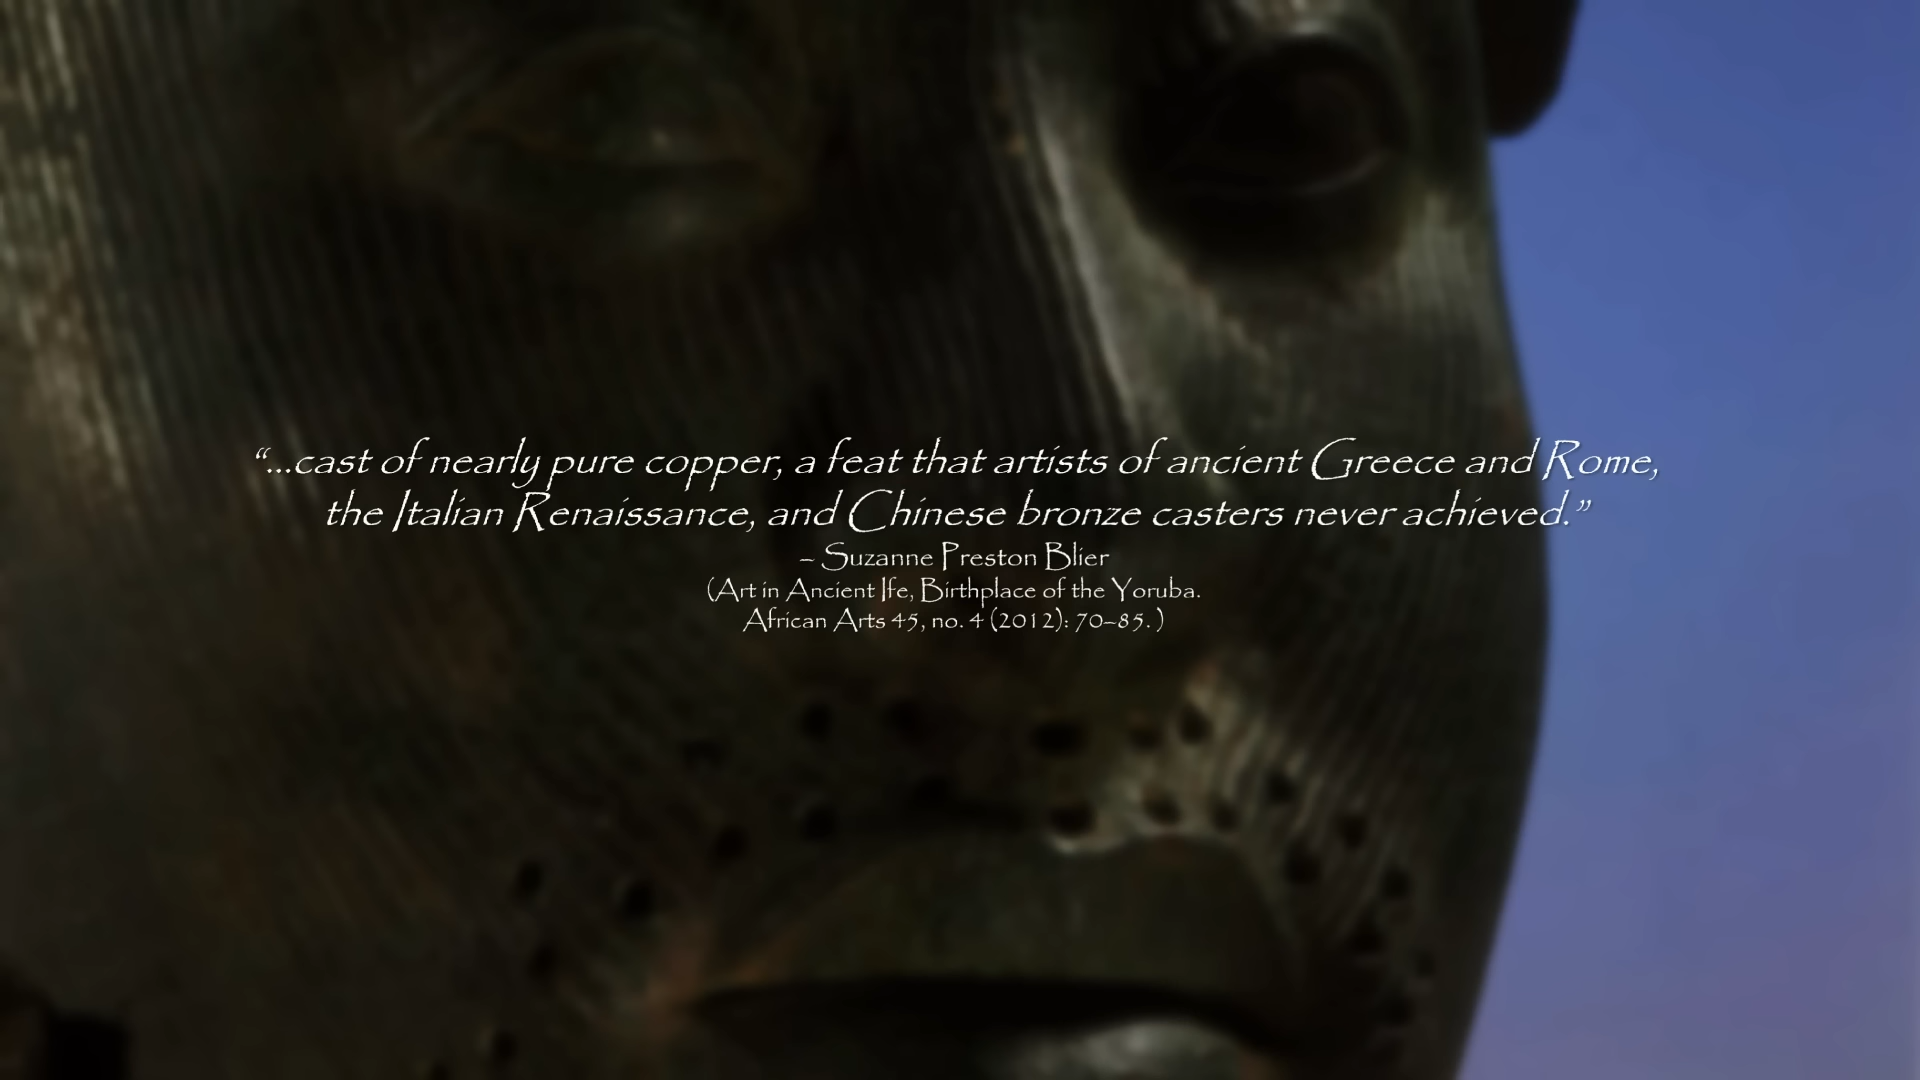 “...cast of nearly pure copper, a feat that artists of ancient Greece and Rome,
the Italian Renaissance, and Chinese bronze casters never achieved.”
– Suzanne Preston Blier
(Art in Ancient Ife, Birthplace of the Yoruba.
African Arts 45, no. 4 (2012): 70–85. )